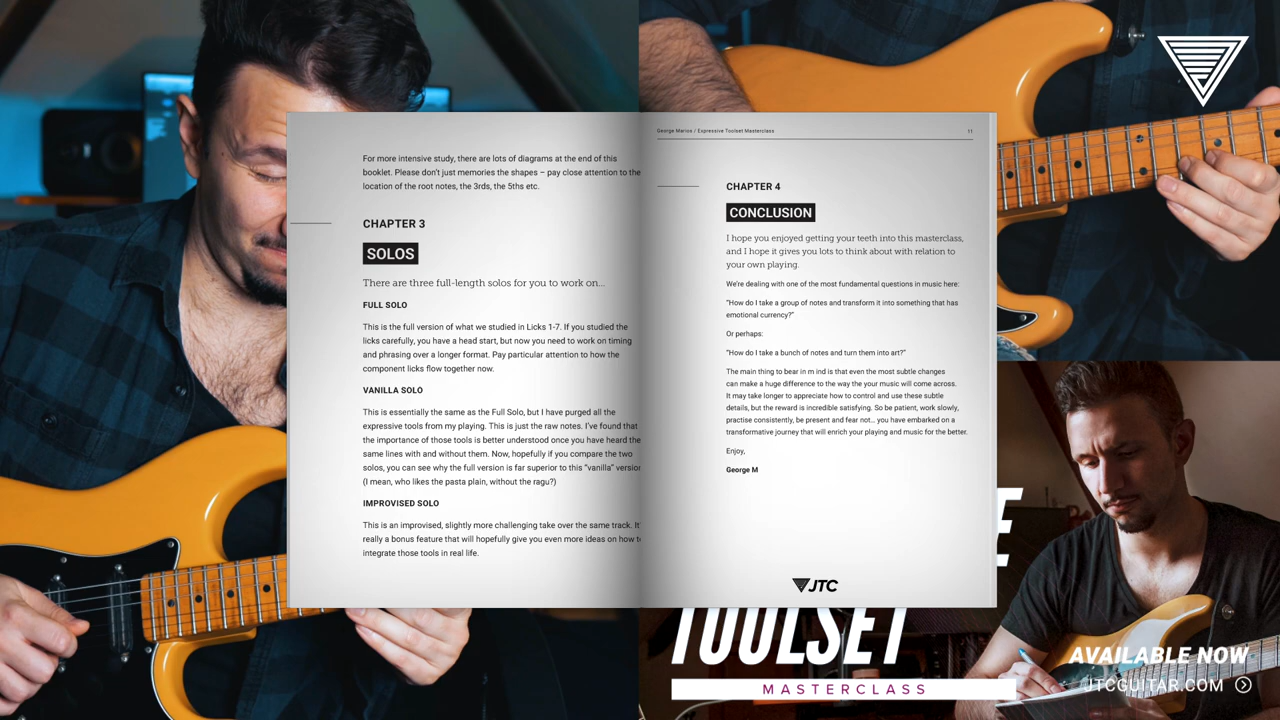 For more intensive study, there are lots of diagrams at the end of this
booklet. Please don't just memories the shapes – pay close attention to the
location of the root notes, the 3rds, the 5ths etc.
CHAPTER 3
SOLOS
There are three full-length solos for you to work on...
FULL SOLO
This is the full version of what we studied in Licks 1-7. If you studied the
licks carefully, you have a head start, but now you need to work on timing
and phrasing over a longer format. Pay particular attention to how the
component licks flow together now.
VANILLA SOLO
This is essentially the same as the Full Solo, but I have purged all the
expressive tools from my playing. This is just the raw notes. I've found that
the importance of those tools is better understood once you have heard the
same lines with and without them. Now, hopefully if you compare the two
solos, you can see why the full version is far superior to this "vanilla" version
(I mean, who likes the pasta plain, without the ragu?)
IMPROVISED SOLO
This is an improvised, slightly more challenging take over the same track. It'
really a bonus feature that will hopefully give you even more ideas on how to
integrate those tools in real life.
George Marios / Expressive Toolset Masterclass 11
CHAPTER 4
CONCLUSION
I hope you enjoyed getting your teeth into this masterclass,
and I hope it gives you lots to think about with relation to
your own playing.
We're dealing with one of the most fundamental questions in music here:
"How do I take a group of notes and transform it into something that has
emotional currency?"
Or perhaps:
"How do I take a bunch of notes and turn them into art?"
The main thing to bear in m ind is that even the most subtle changes
can make a huge difference to the way the your music will come across.
It may take longer to appreciate how to control and use these subtle
details, but the reward is incredible satisfying. So be patient, work slowly,
practise consistently, be present and fear not... you have embarked on a
transformative journey that will enrich your playing and music for the better.
Enjoy,
George M
JTC
E
TOOLSET
MASTERCLASS
AVAILABLE NOW
JTCGUITAR.COM